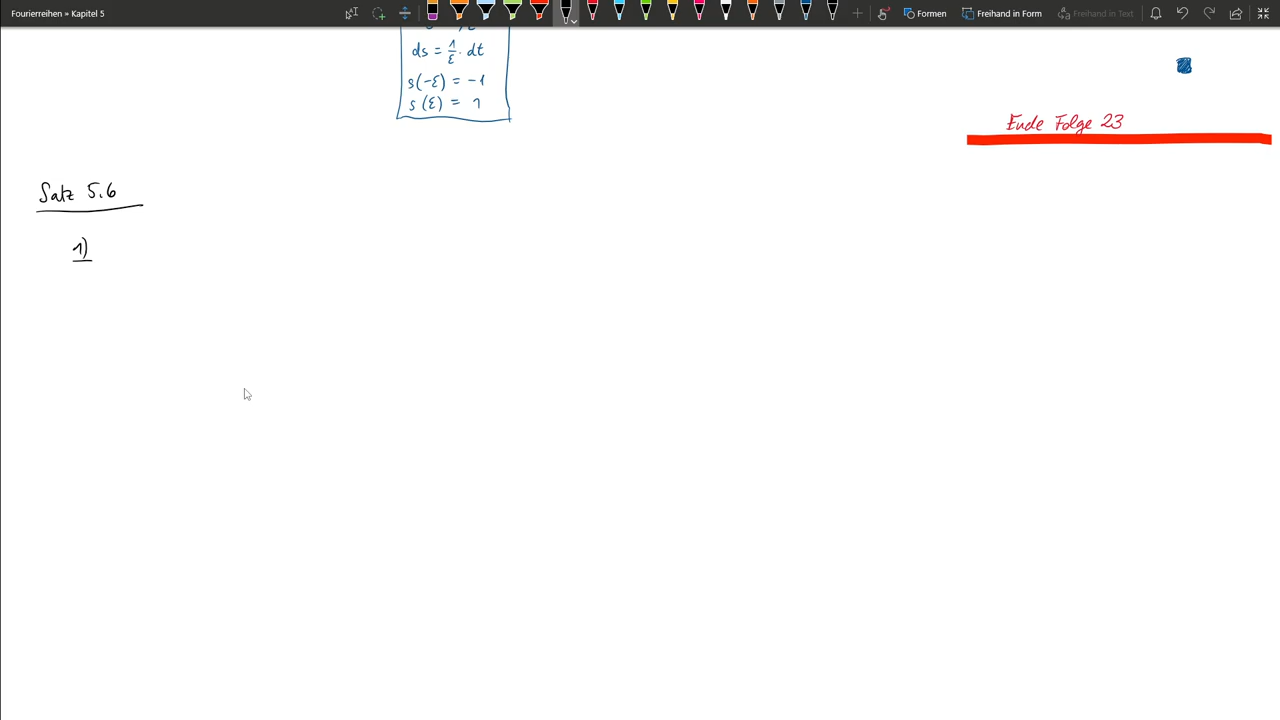 Fourierreihen » Kapitel 5
Formen
Freihand in Form
Freihand in Text
ds = 1/ε · dt
s(-ε) = -1
s(ε) = 1
Ende Folge 23
Satz 5.6
1)